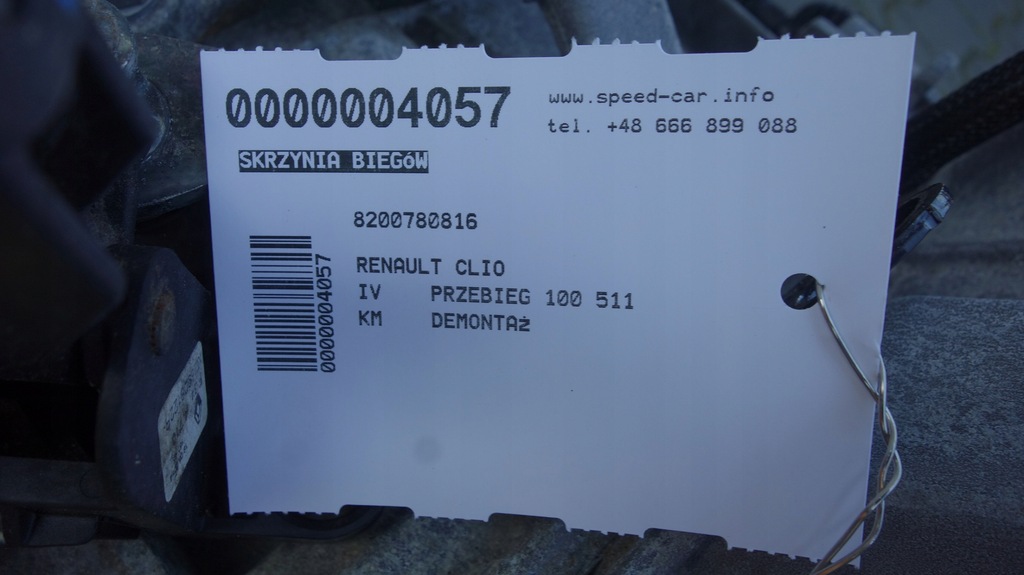 0000004057
www.speed-car.info
tel. +48 666 899 088
SKRZYNIA BIEGóW
8200780816
0000004057
RENAULT CLIO
IV PRZEBIEG 100 511
KM DEMONTAż